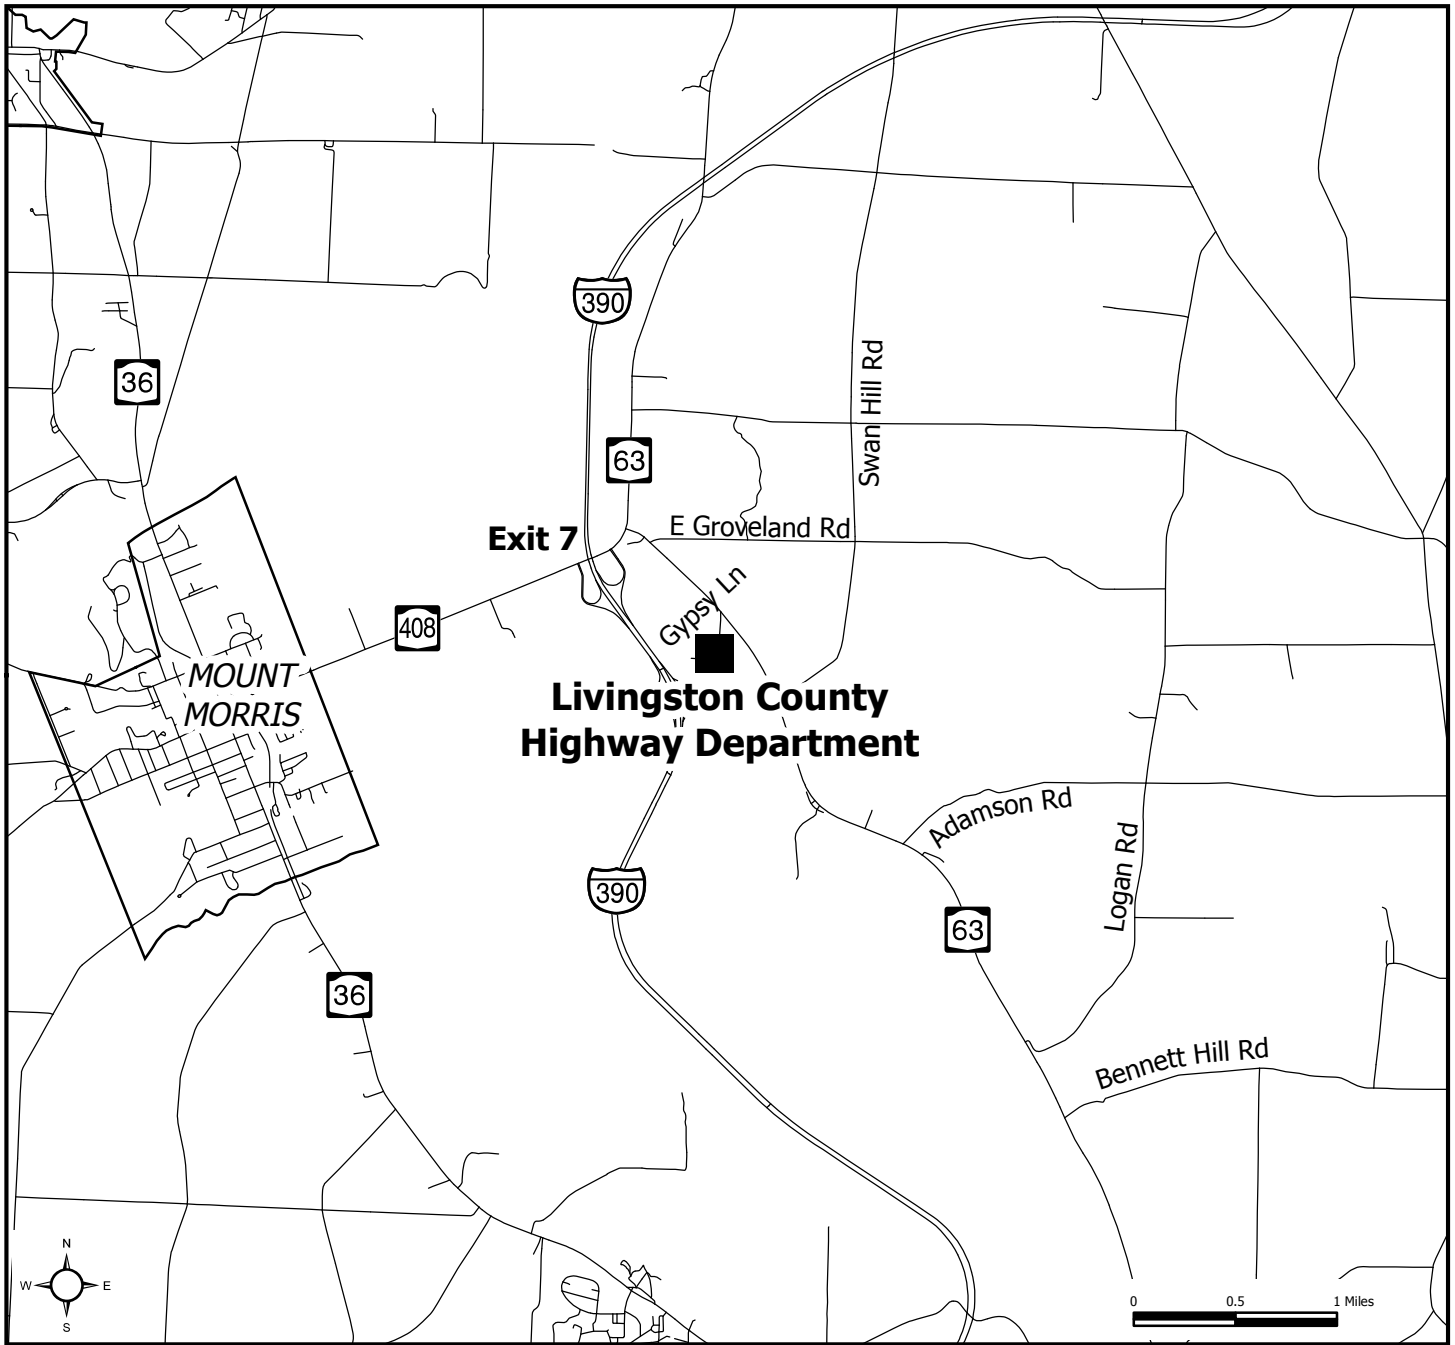 390
36
Swan Hill Rd
63
Exit 7
E Groveland Rd
Gypsy Ln
408
MOUNT
MORRIS
Livingston County
Highway Department
Adamson Rd
Logan Rd
390
63
36
Bennett Hill Rd
N
W E
S
0 0.5 1 Miles